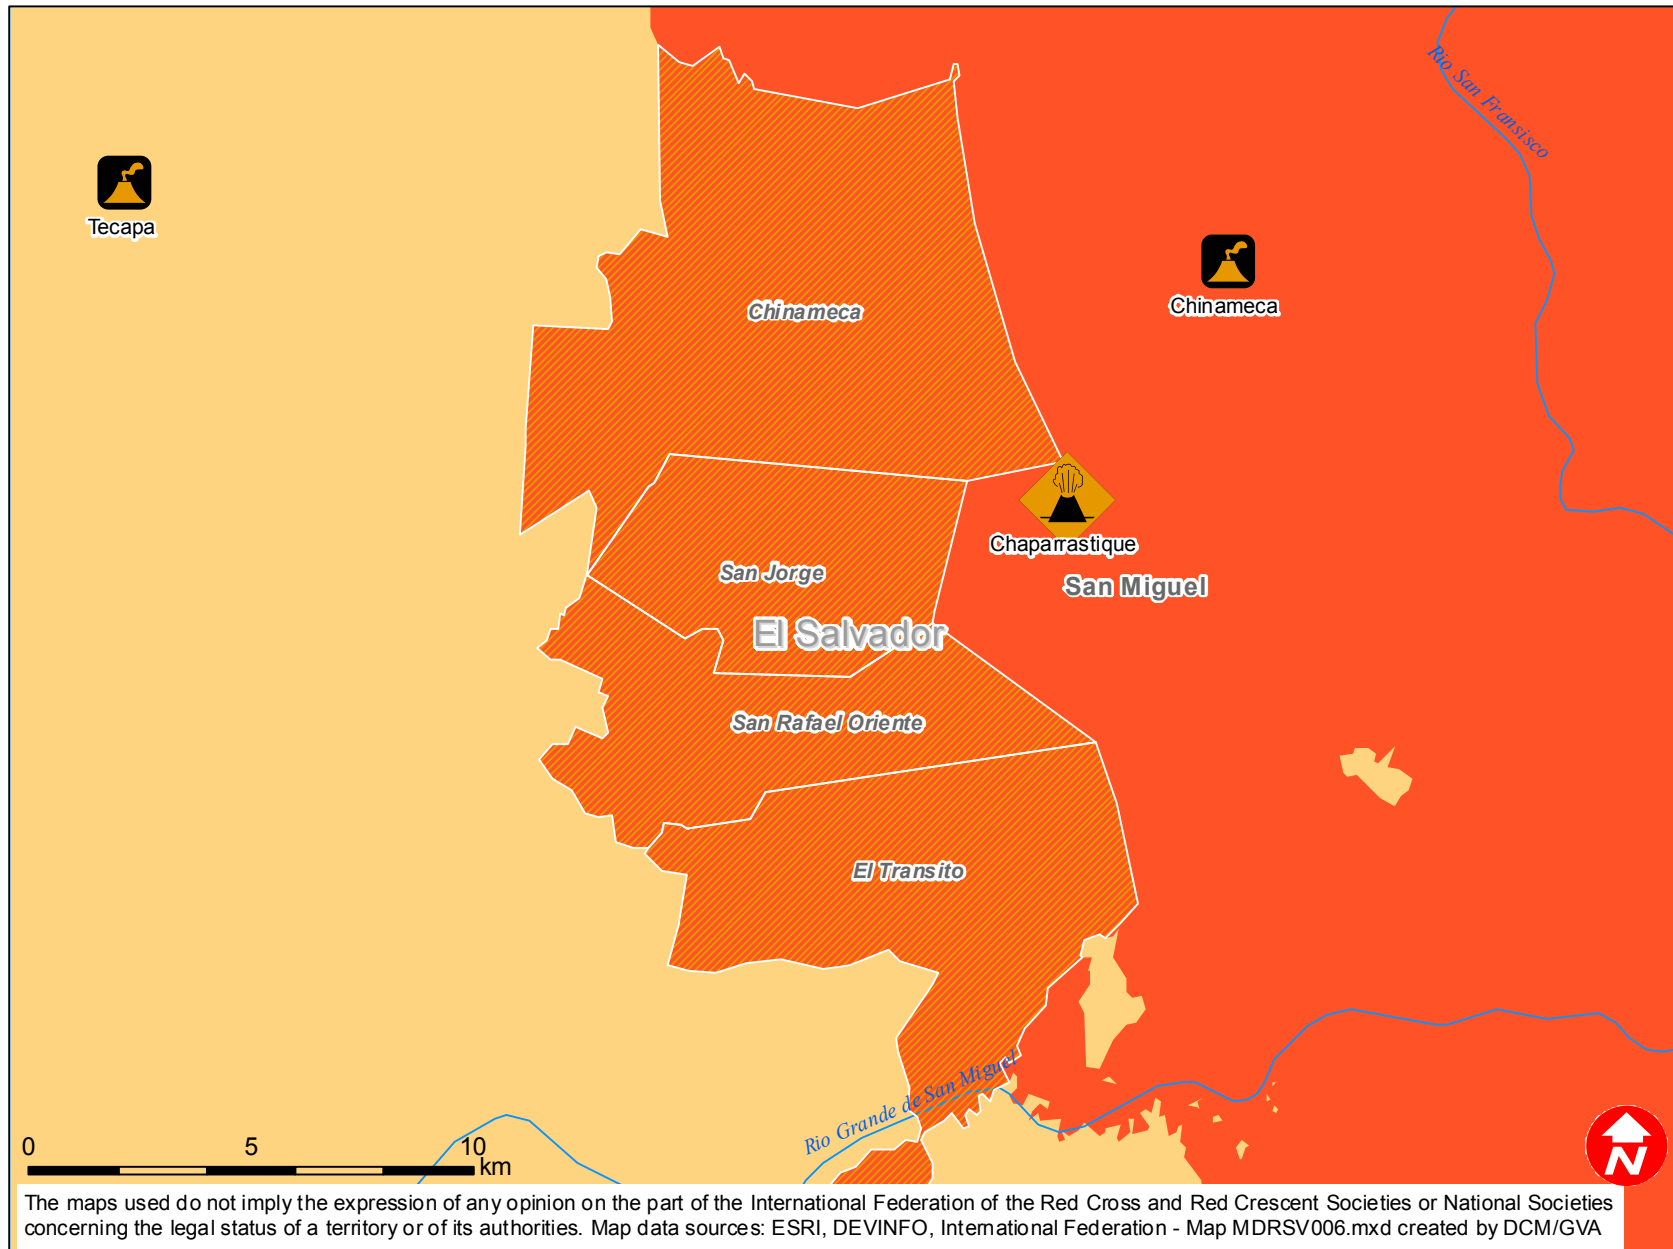 Rio San Fransisco
Tecapa
Chinameca
Chinameca
Chaparrastique
San Jorge
San Miguel
El Salvador
San Rafael Oriente
El Transito
Rio Grande de San Miguel
0 5 10
km
N
The maps used do not imply the expression of any opinion on the part of the International Federation of the Red Cross and Red Crescent Societies or National Societies
concerning the legal status of a territory or of its authorities. Map data sources: ESRI, DEVINFO, International Federation - Map MDRSV006.mxd created by DCM/GVA